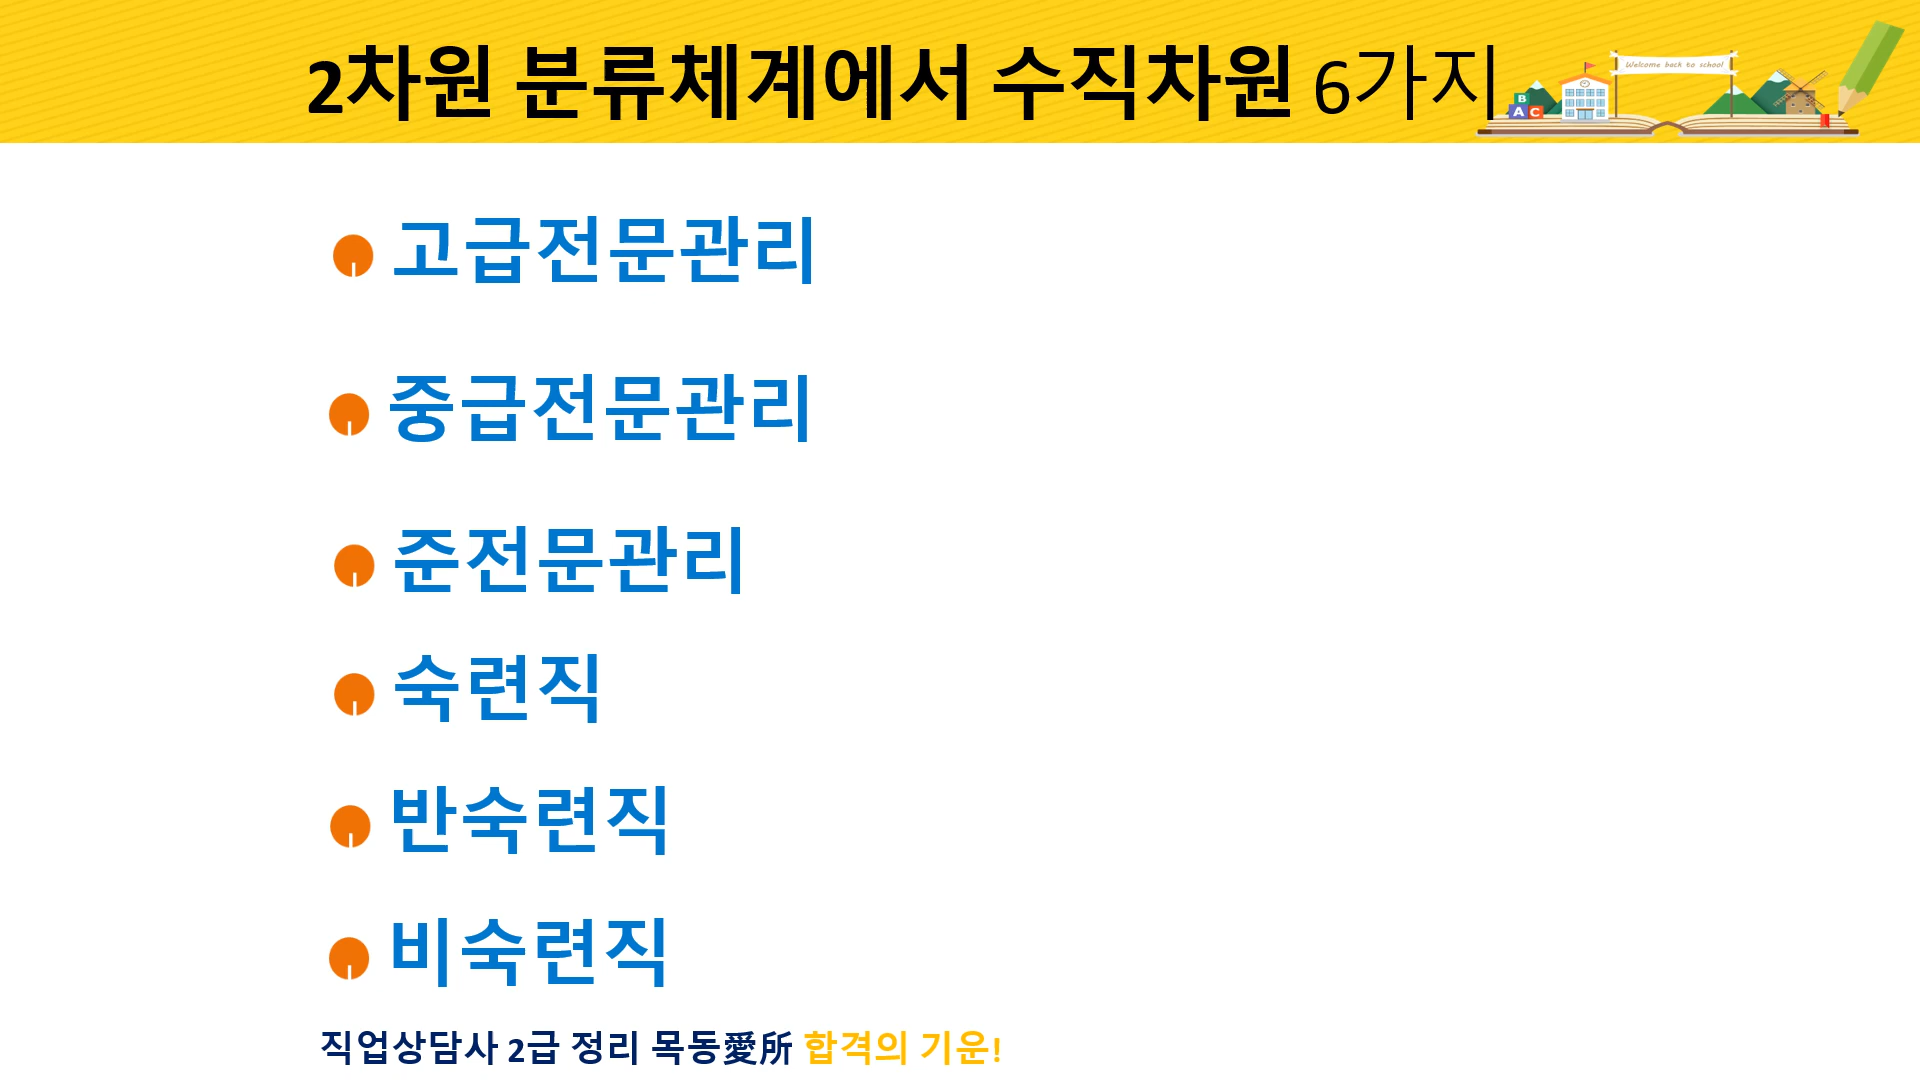 2차원 분류체계에서 수직차원 6가지
Welcome back to school
B
A C
고급전문관리
중급전문관리
준전문관리
숙련직
반숙련직
비숙련직
직업상담사 2급 정리 목동愛所 합격의 기운!